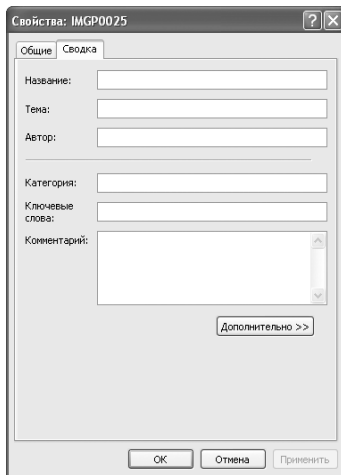 Свойства: IMGP0025
Общие
Сводка
Название:
Тема:
Автор:
Категория:
Ключевые
слова:
Комментарий:
Дополнительно >>
OK
Отмена
Применить